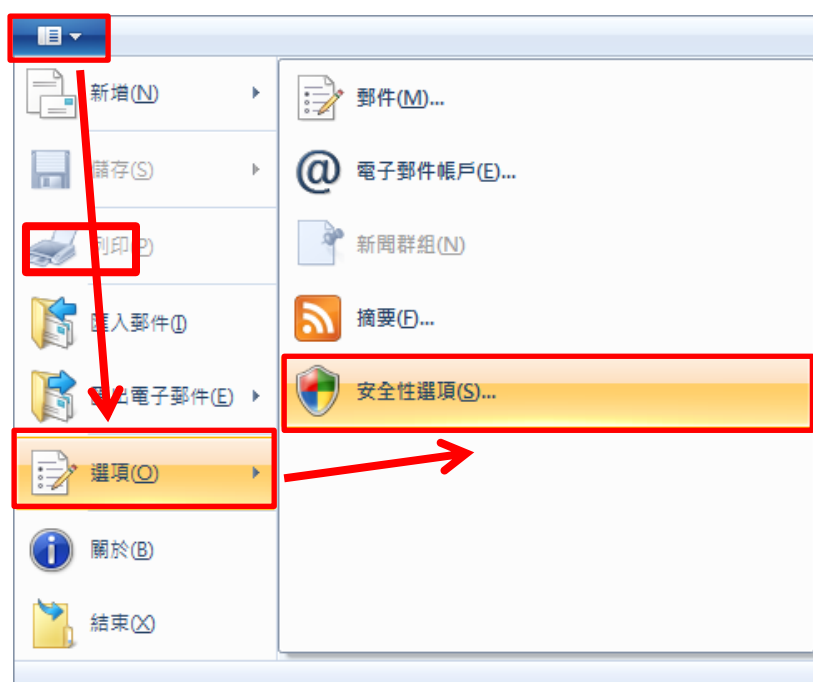 新增(N)
儲存(S)
列印(P)
匯入郵件(I)
匯出電子郵件(E)
選項(O)
關於(B)
結束(X)
郵件(M)...
電子郵件帳戶(E)...
新聞群組(N)
摘要(F)...
安全性選項(S)...